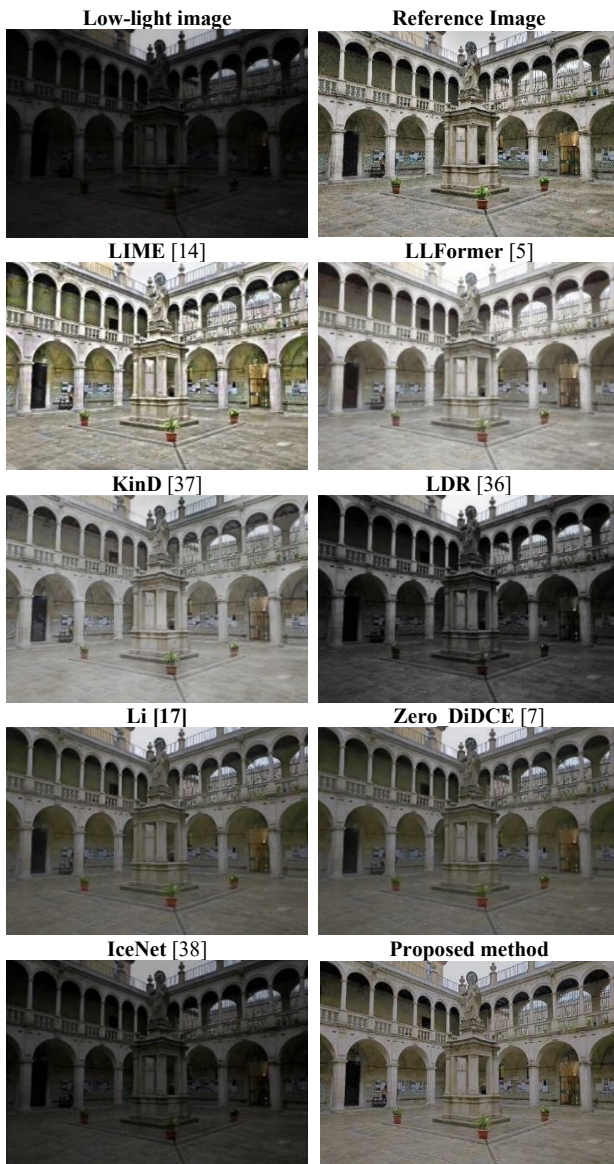 Low-light image
Reference Image
LIME [14]
LLFormer [5]
KinD [37]
LDR [36]
Li [17]
Zero_DiDCE [7]
IceNet [38]
Proposed method